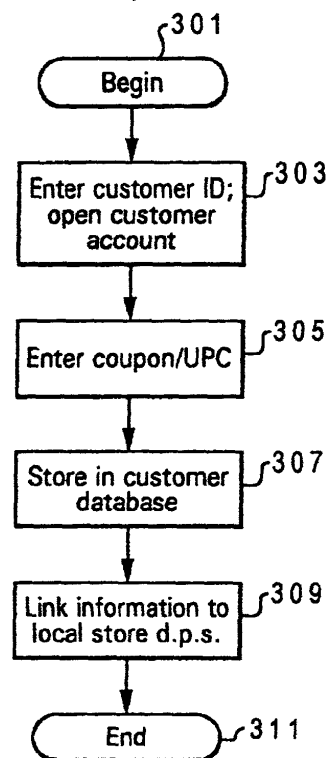 301
Begin
303
Enter customer ID;
open customer
account
305
Enter coupon/UPC
307
Store in customer
database
309
Link information to
local store d.p.s.
End
311